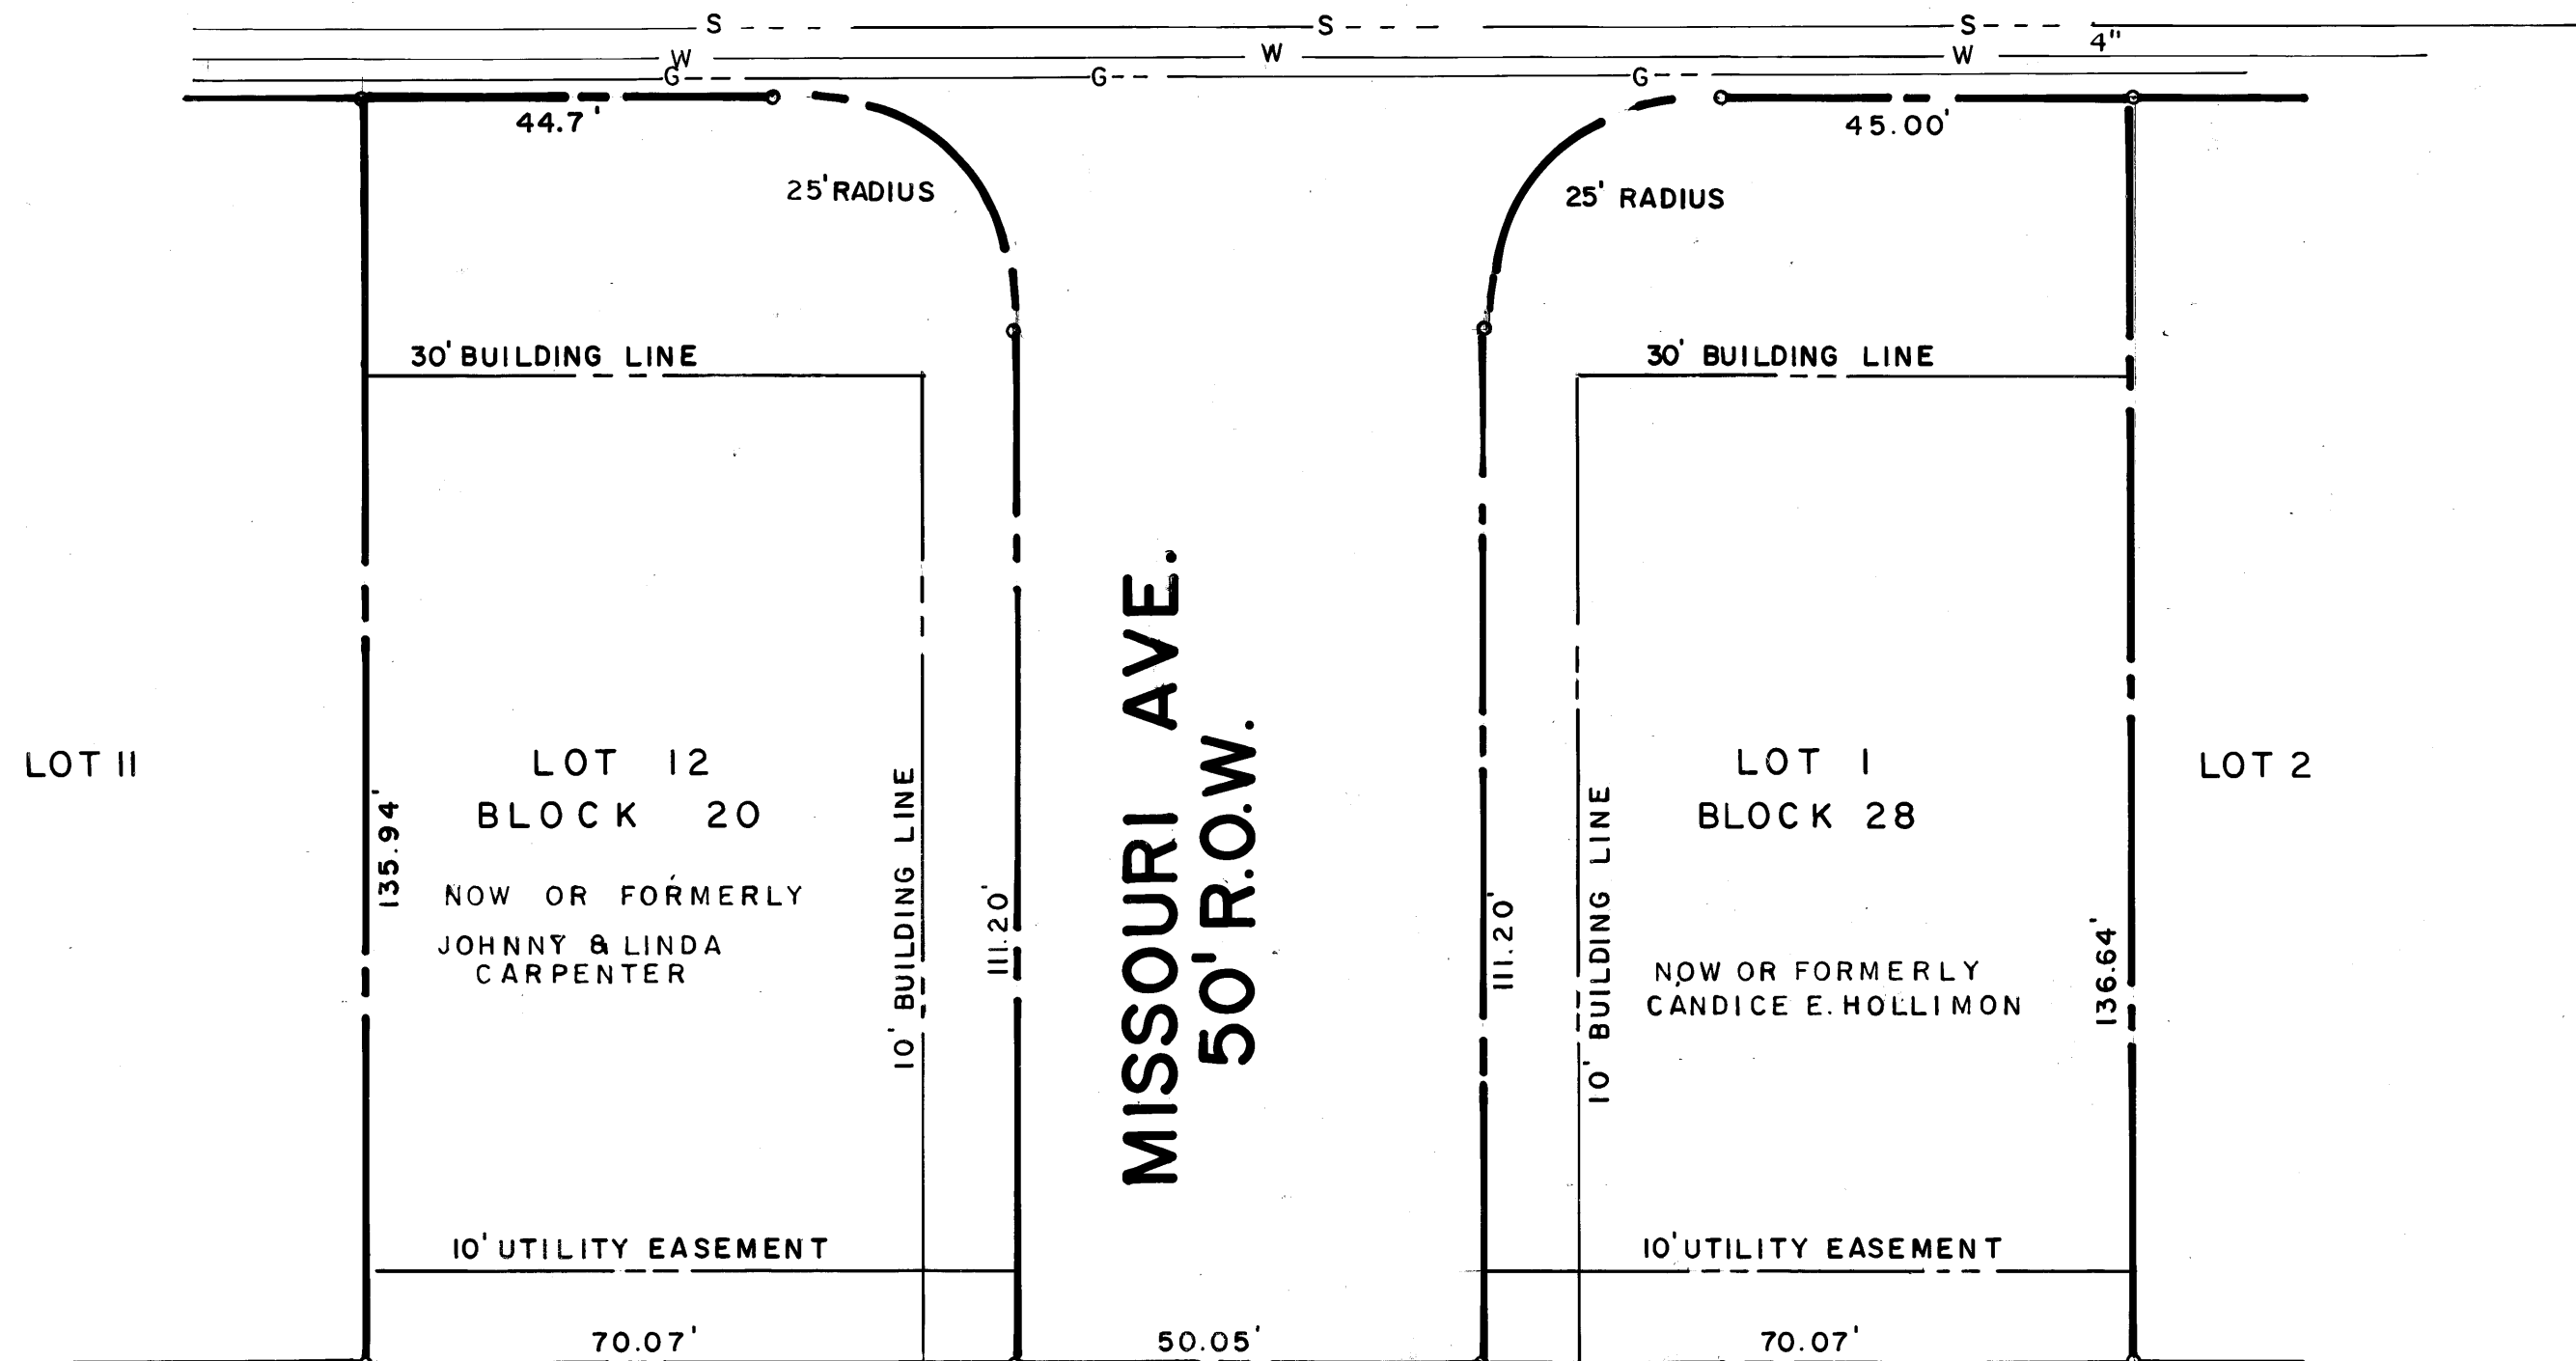 S S S
4"
W W W
G G G
44.7'
45.00'
25' RADIUS
25' RADIUS
30' BUILDING LINE
30' BUILDING LINE
LOT 11
LOT 12
BLOCK 20
NOW OR FORMERLY
JOHNNY & LINDA
CARPENTER
135.94'
10' BUILDING LINE
111.20'
MISSOURI AVE.
50' R.O.W.
111.20'
10' BUILDING LINE
LOT 1
BLOCK 28
NOW OR FORMERLY
CANDICE E. HOLLIMON
136.64'
LOT 2
10' UTILITY EASEMENT
10' UTILITY EASEMENT
70.07'
50.05'
70.07'